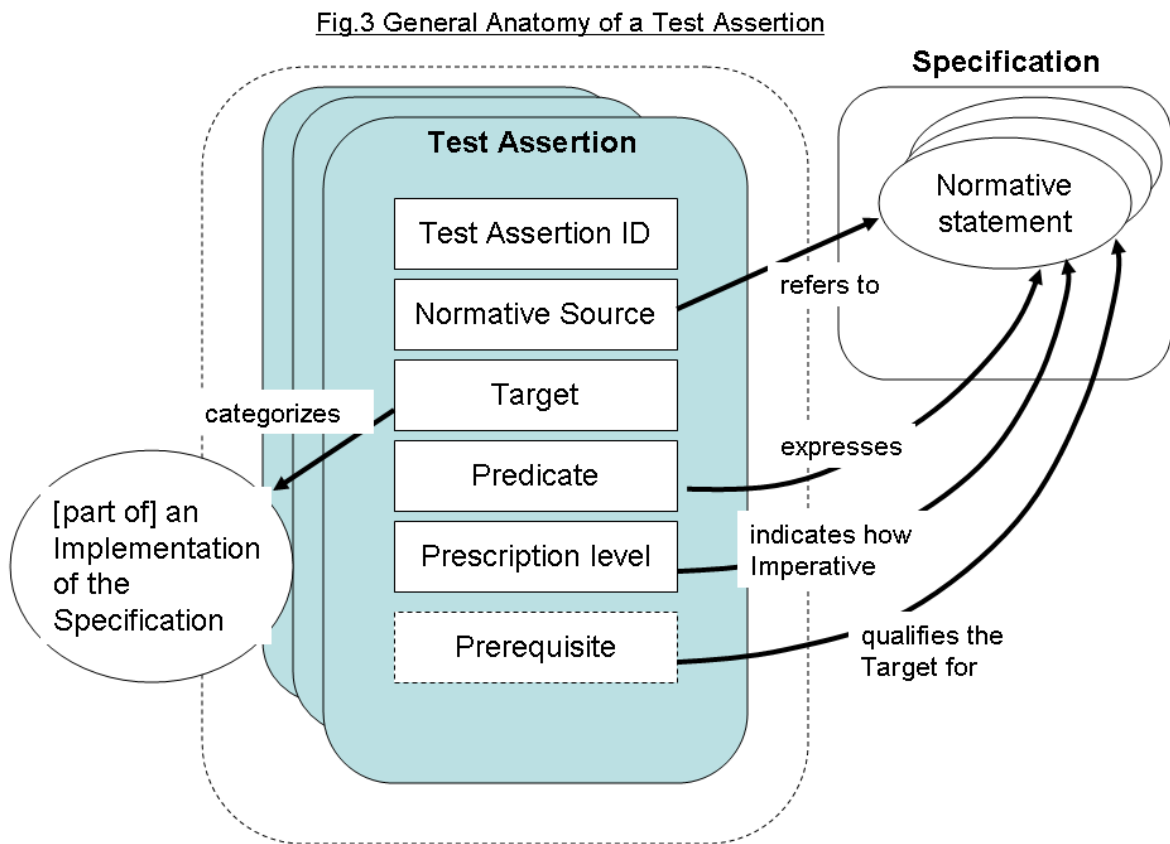 Fig.3 General Anatomy of a Test Assertion
Specification
Test Assertion
Normative
statement
Test Assertion ID
refers to
Normative Source
Target
categorizes
expresses
Predicate
[part of] an
Implementation
of the
Specification
indicates how
Imperative
Prescription level
Prerequisite
qualifies the
Target for